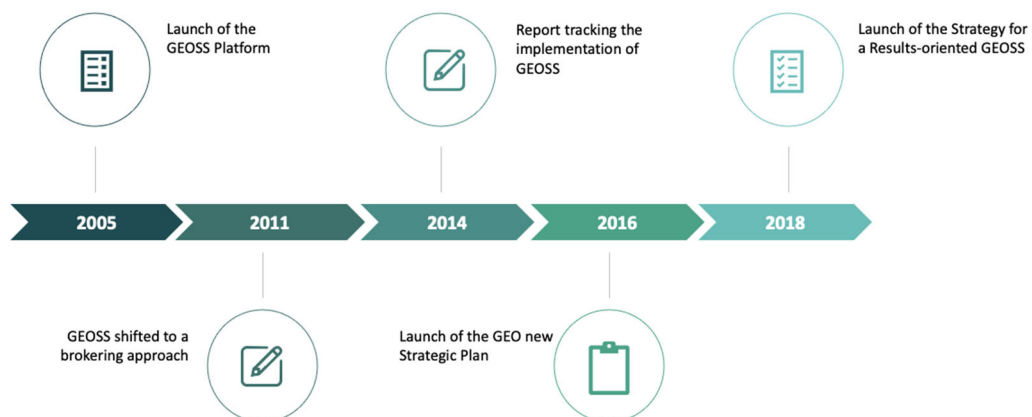 Launch of the
GEOSS Platform
Report tracking the
implementation of
GEOSS
Launch of the Strategy for
a Results-oriented GEOSS
2005
2011
2014
2016
2018
GEOSS shifted to a
brokering approach
Launch of the GEO new
Strategic Plan